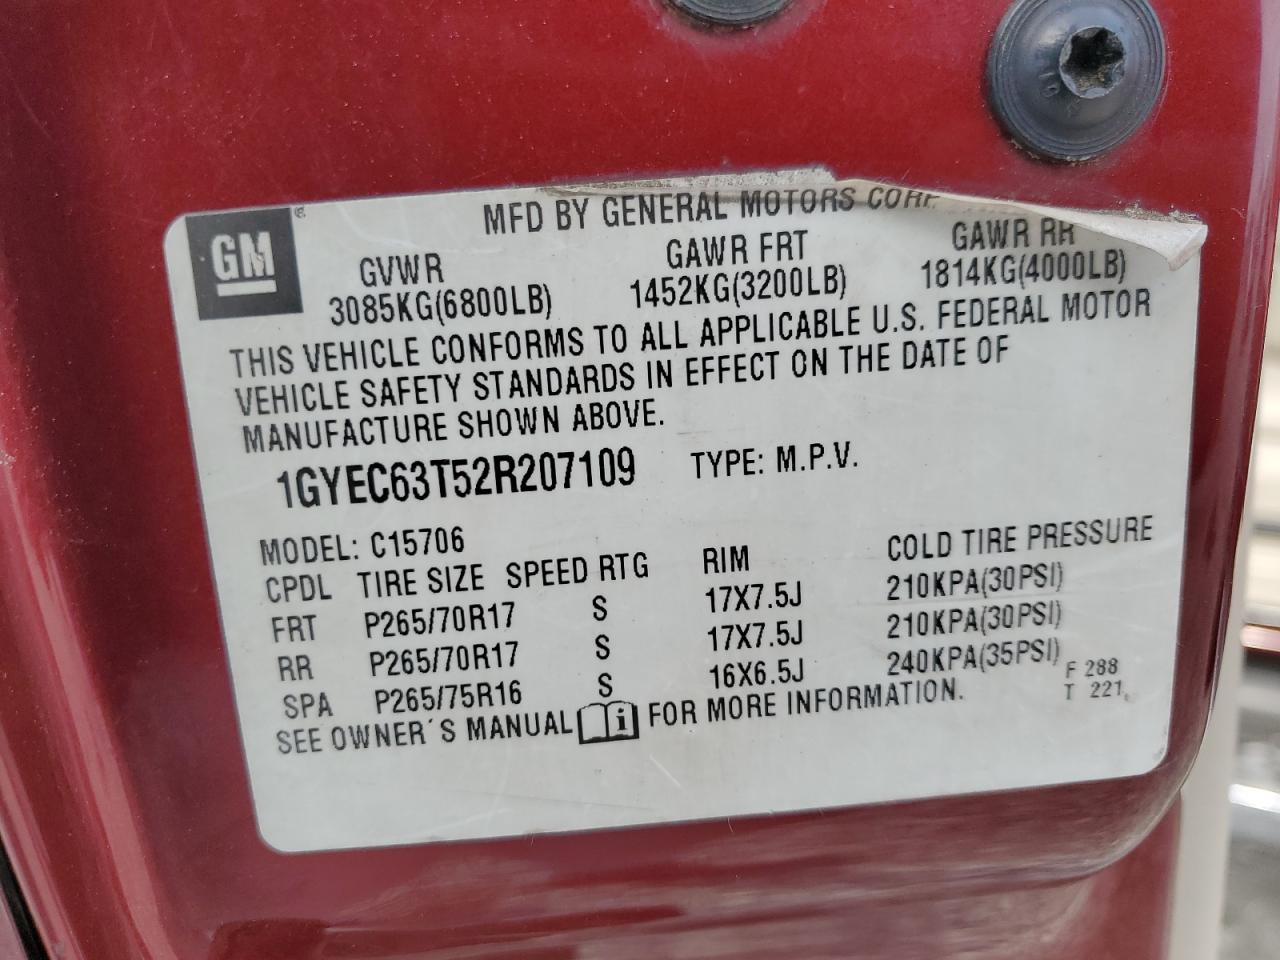 MFD BY GENERAL MOTORS
GM
GVWR GAWR FRT GAWR RR
3085KG(6800LB) 1452KG(3200LB) 1814KG(4000LB)
THIS VEHICLE CONFORMS TO ALL APPLICABLE U.S. FEDERAL MOTOR
VEHICLE SAFETY STANDARDS IN EFFECT ON THE DATE OF
MANUFACTURE SHOWN ABOVE.
1GYEC63T52R207109 TYPE: M.P.V.
MODEL: C15706
CPDL TIRE SIZE SPEED RTG RIM COLD TIRE PRESSURE
FRT P265/70R17 S 17X7.5J 210KPA(30PSI)
RR P265/70R17 S 17X7.5J 210KPA(30PSI)
SPA P265/75R16 S 16X6.5J 240KPA(35PSI)
SEE OWNER'S MANUAL i FOR MORE INFORMATION.
F 288
T 221